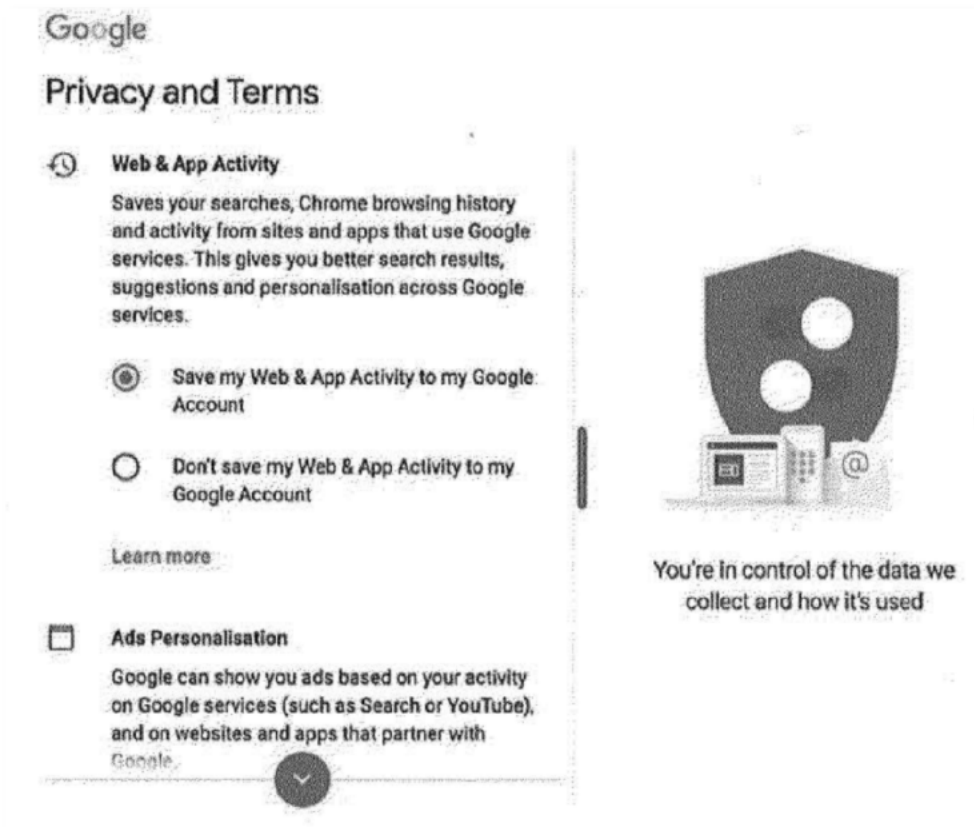 Google
Privacy and Terms
Web & App Activity
Saves your searches, Chrome browsing history
and activity from sites and apps that use Google
services. This gives you better search results,
suggestions and personalisation across Google
services.
Save my Web & App Activity to my Google
Account
Don't save my Web & App Activity to my
Google Account
Learn more
Ads Personalisation
Google can show you ads based on your activity
on Google services (such as Search or YouTube),
and on websites and apps that partner with
Google.
@
You're in control of the data we
collect and how it's used